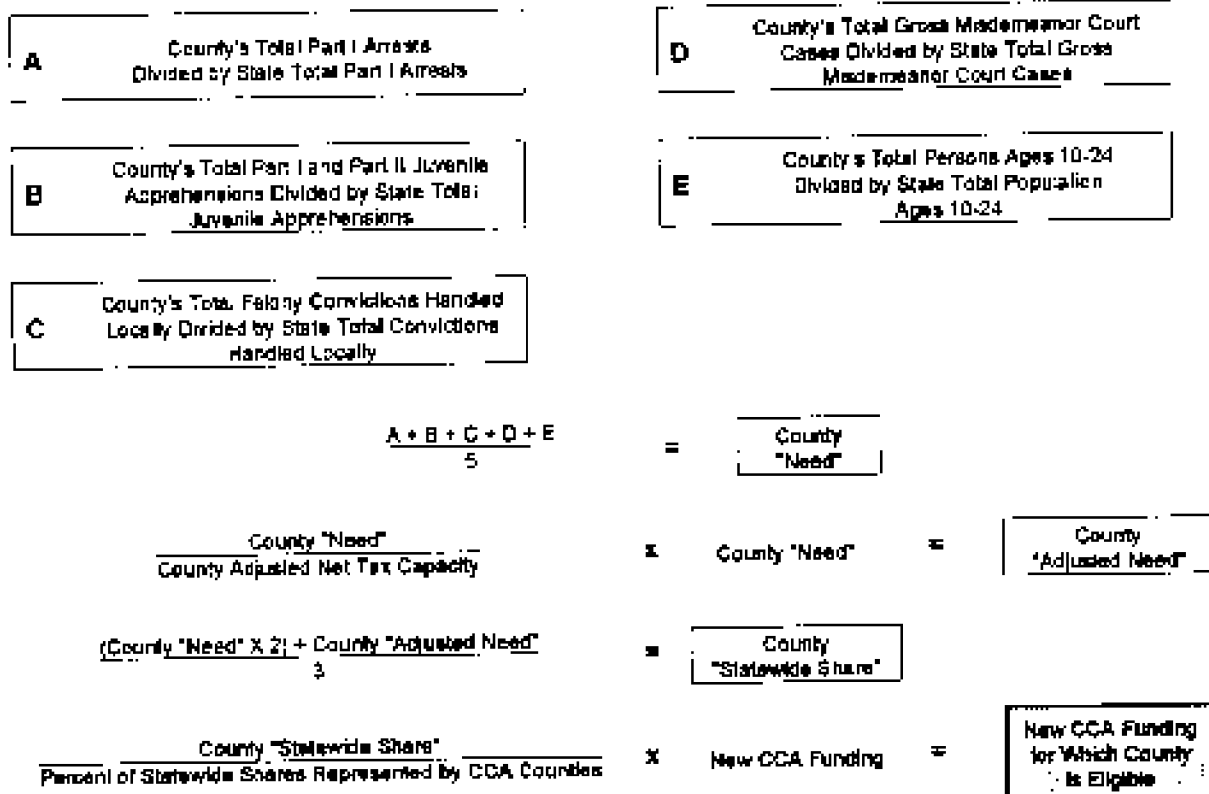 A
County's Total Part I Arrests
Divided by State Total Part I Arrests
D
County's Total Gross Misdemeanor Court
Cases Divided by State Total Gross
Misdemeanor Court Cases
B
County's Total Part I and Part II Juvenile
Apprehensions Divided by State Total
Juvenile Apprehensions
E
County's Total Persons Ages 10-24
Divided by State Total Population
Ages 10-24
C
County's Total Felony Convictions Handled
Locally Divided by State Total Convictions
Handled Locally
A + B + C + D + E
5
=
County
"Need"
County "Need"
County Adjusted Net Tax Capacity
x
County "Need"
=
County
"Adjusted Need"
(County "Need" X 2) + County "Adjusted Need"
3
=
County
"Statewide Share"
County "Statewide Share"
Percent of Statewide Shares Represented by CCA Counties
x
New CCA Funding
=
New CCA Funding
for Which County
is Eligible